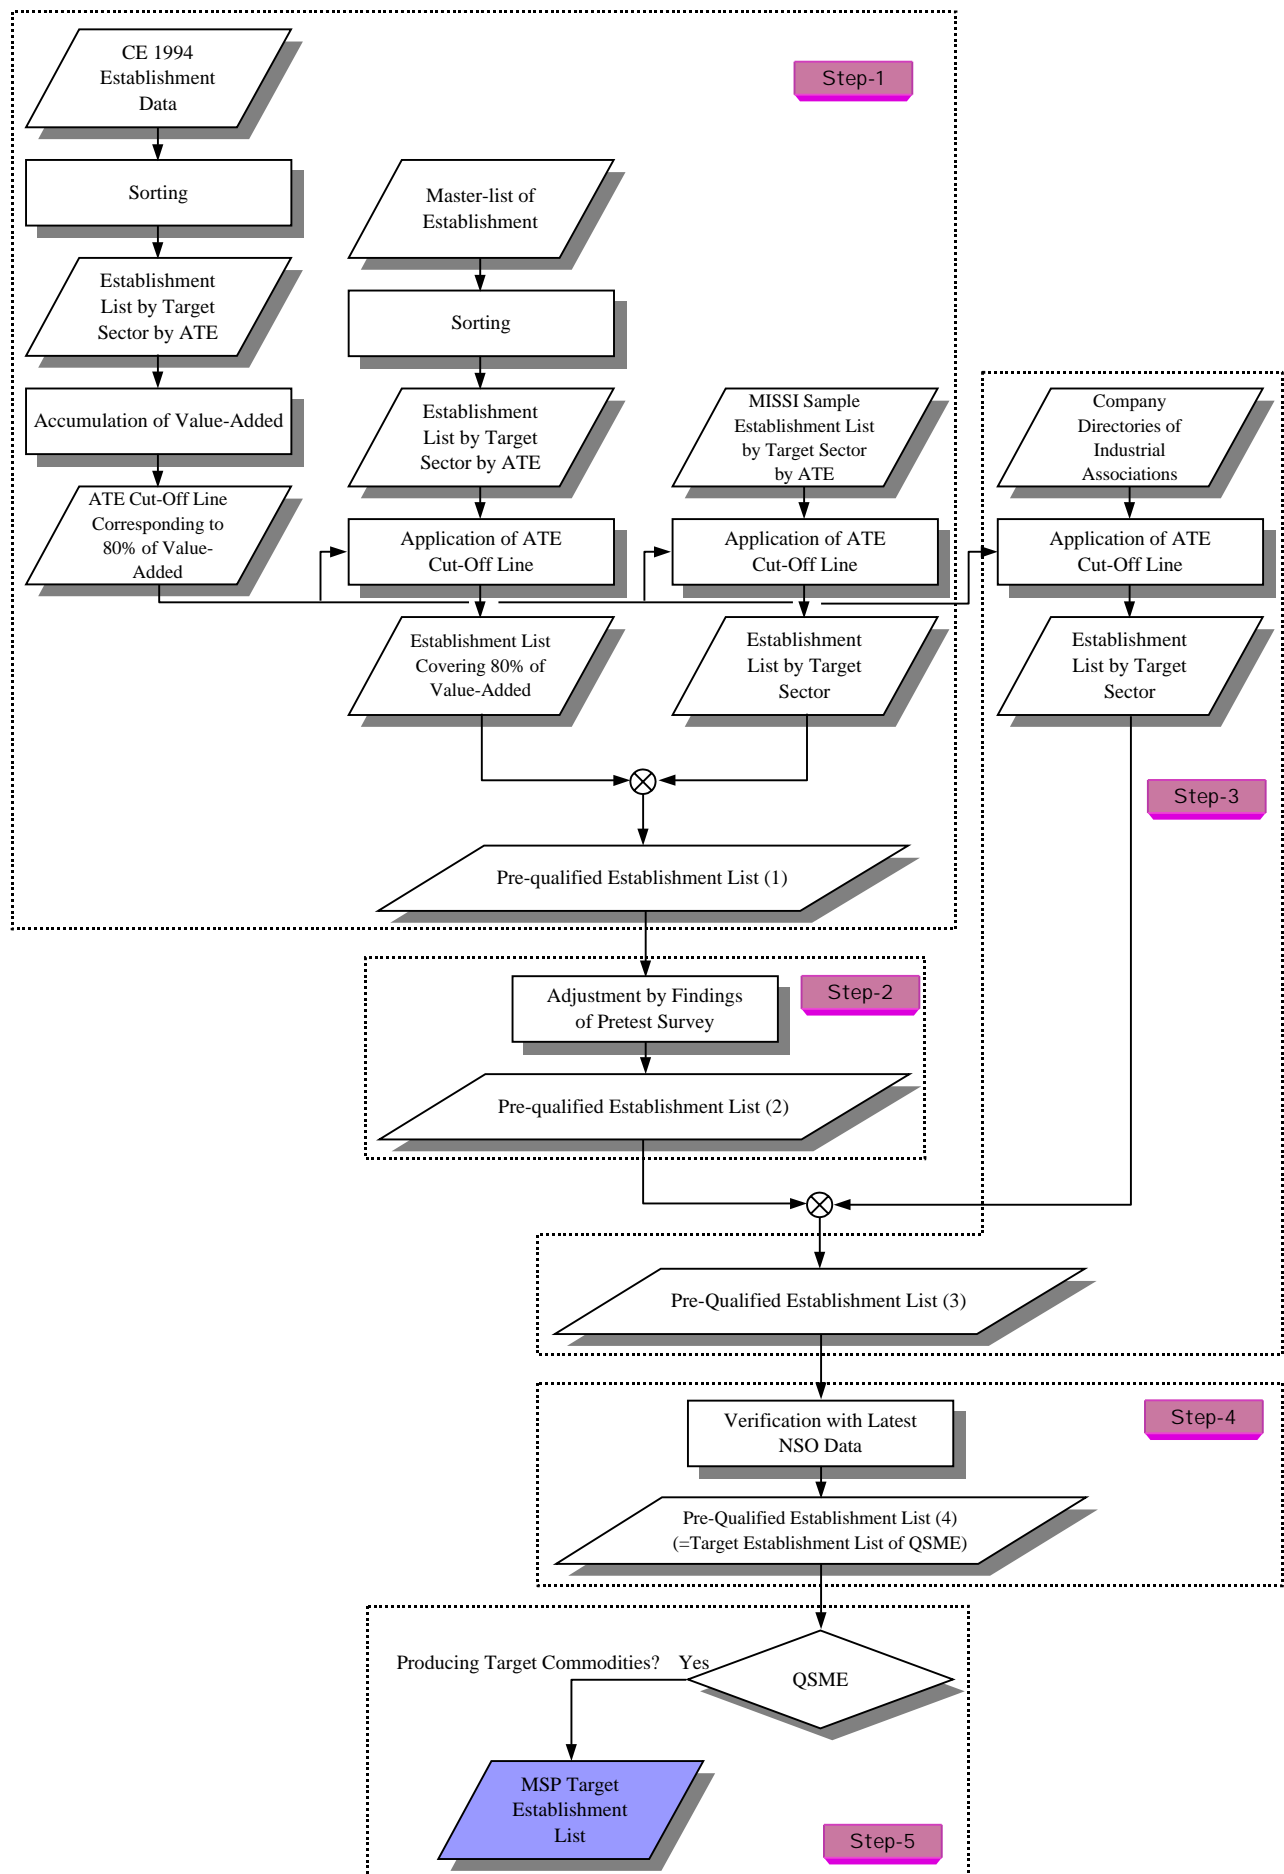 CE 1994
Establishment
Data
Step-1
Sorting
Master-list of
Establishment
Establishment
List by Target
Sector by ATE
Sorting
Accumulation of Value-Added
Establishment
List by Target
Sector by ATE
MISSI Sample
Establishment List
by Target Sector
by ATE
Company
Directories of
Industrial
Associations
ATE Cut-Off Line
Corresponding to
80% of Value-
Added
Application of ATE
Cut-Off Line
Application of ATE
Cut-Off Line
Application of ATE
Cut-Off Line
Establishment List
Covering 80% of
Value-Added
Establishment
List by Target
Sector
Establishment
List by Target
Sector
Step-3
Pre-qualified Establishment List (1)
Adjustment by Findings
of Pretest Survey
Step-2
Pre-qualified Establishment List (2)
Pre-Qualified Establishment List (3)
Verification with Latest
NSO Data
Step-4
Pre-Qualified Establishment List (4)
(=Target Establishment List of QSME)
Producing Target Commodities? Yes
QSME
MSP Target
Establishment
List
Step-5